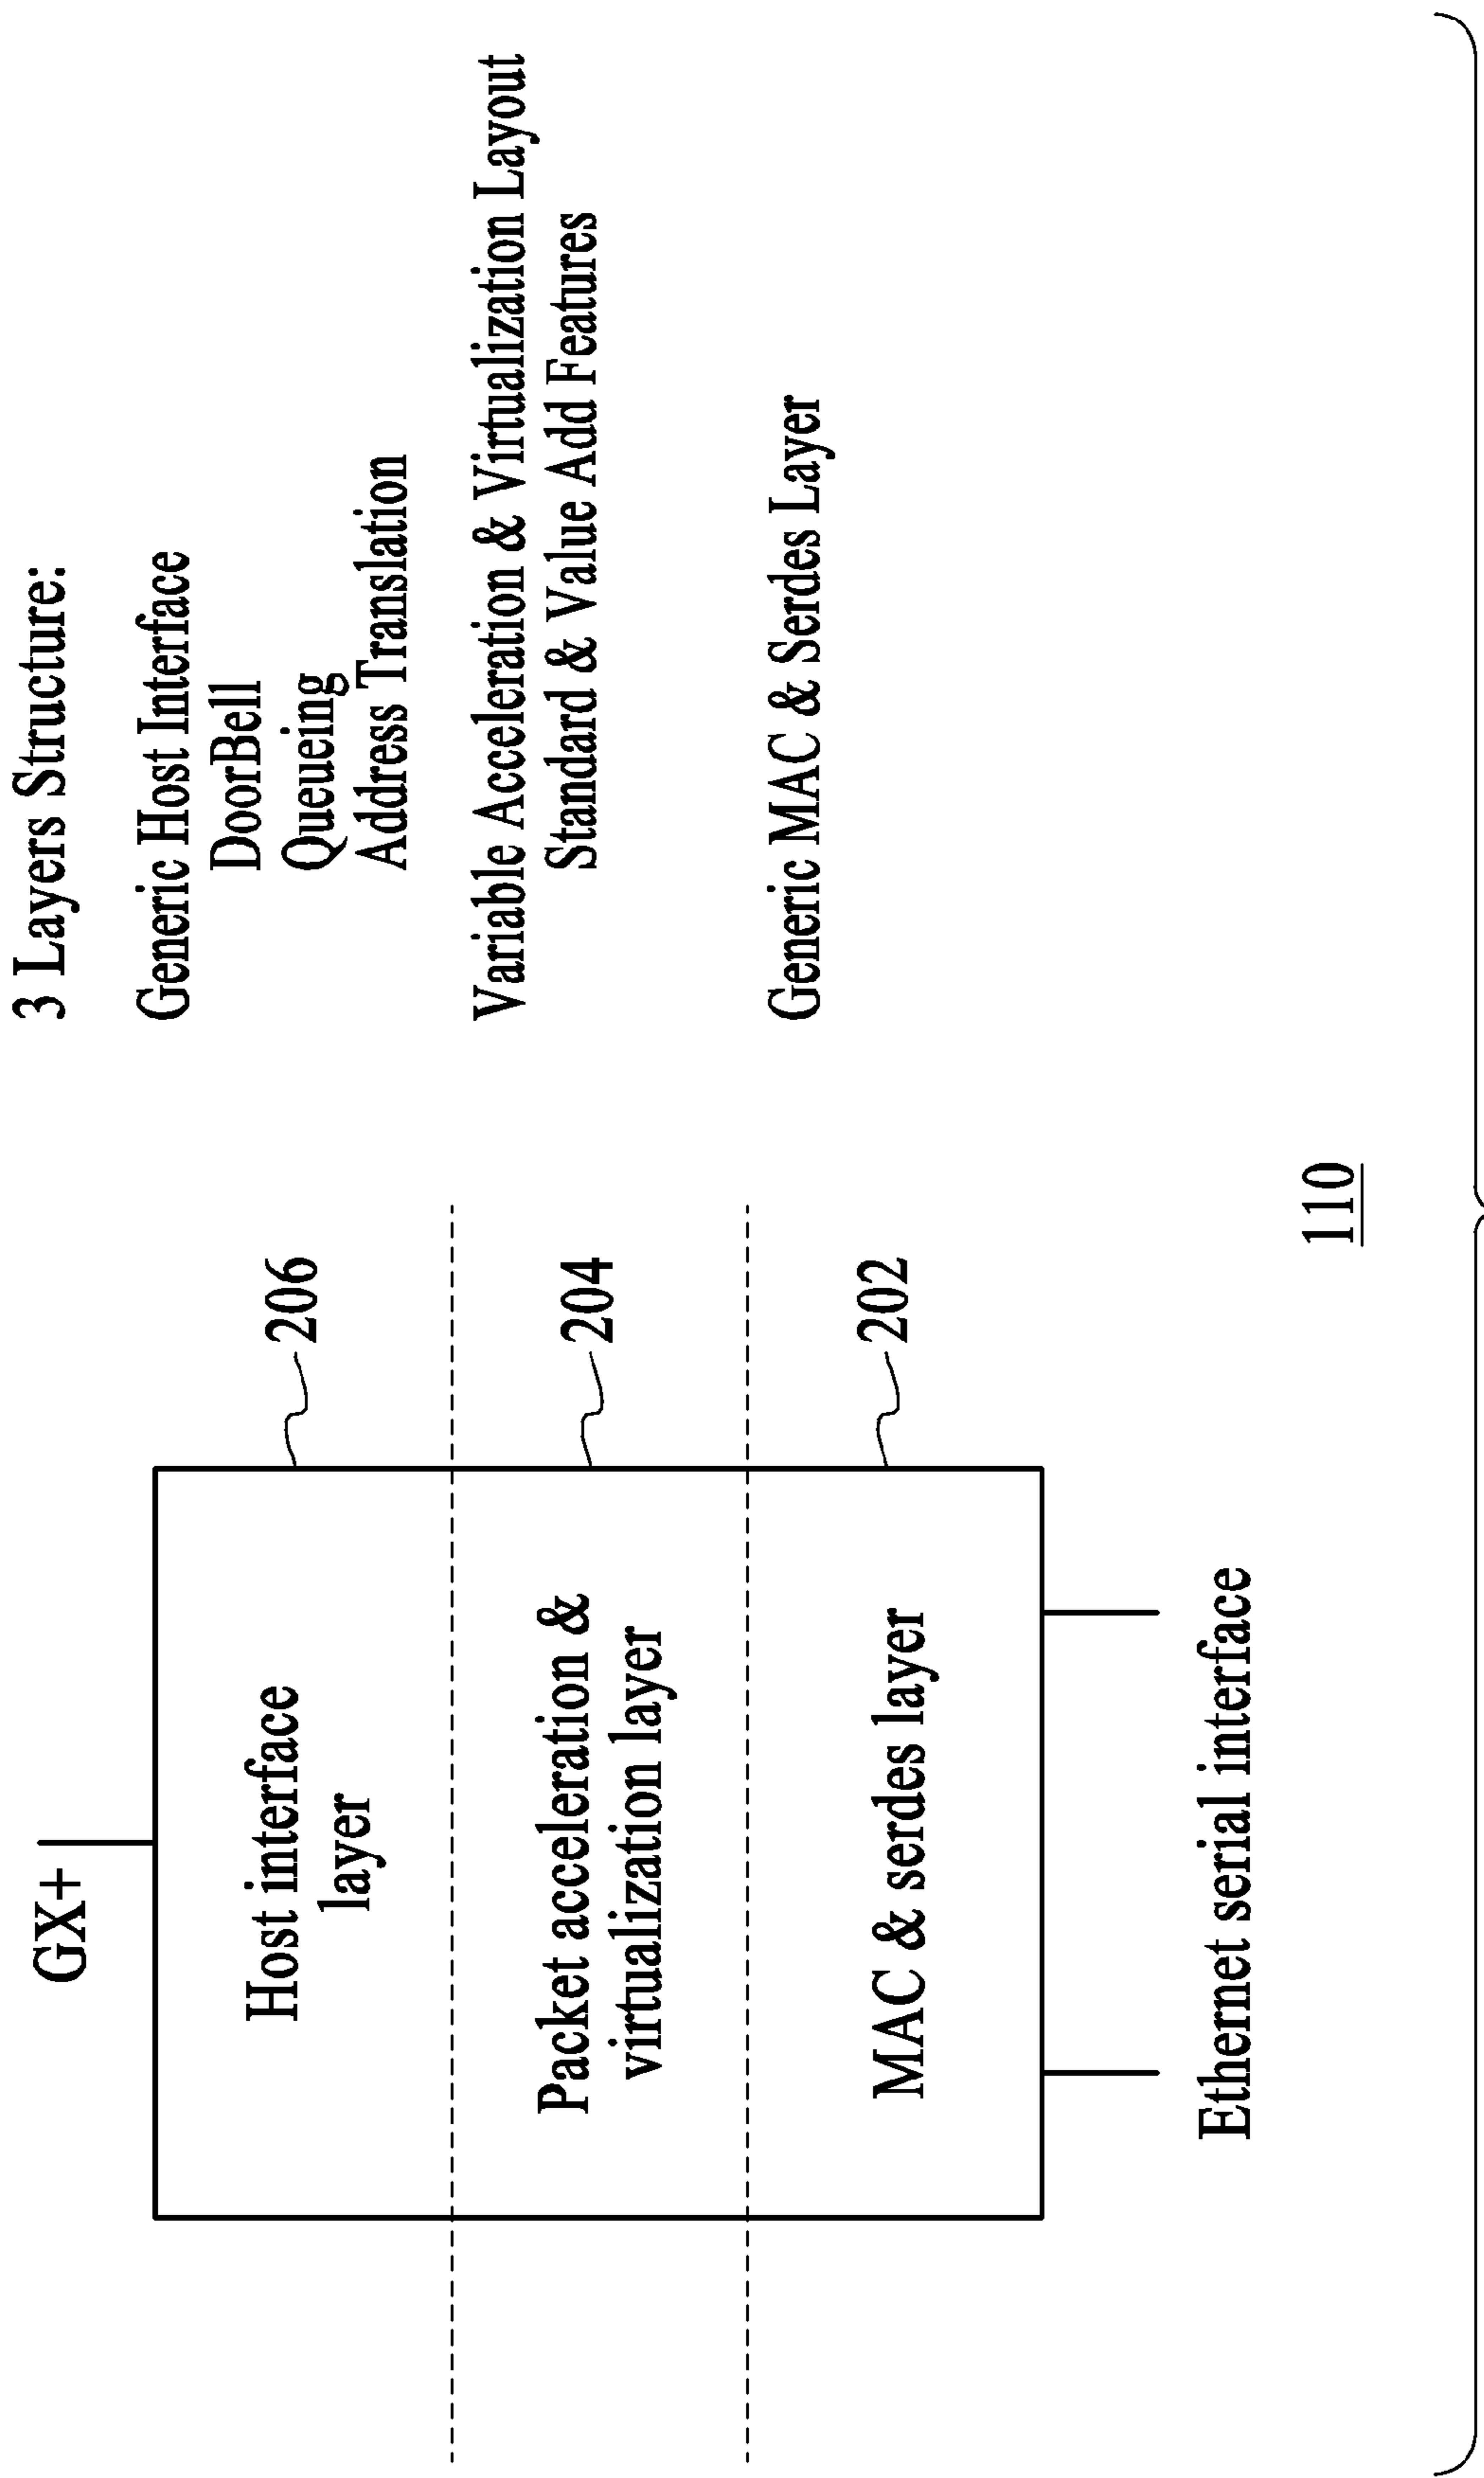 GX+
Host interface
layer
206
Packet acceleration &
virtualization layer
204
MAC & serdes layer
202
Ethernet serial interface
3 Layers Structure:
Generic Host Interface
DoorBell
Queueing
Address Translation
Variable Acceleration & Virtualization Layout
Standard & Value Add Features
Generic MAC & Serdes Layer
110